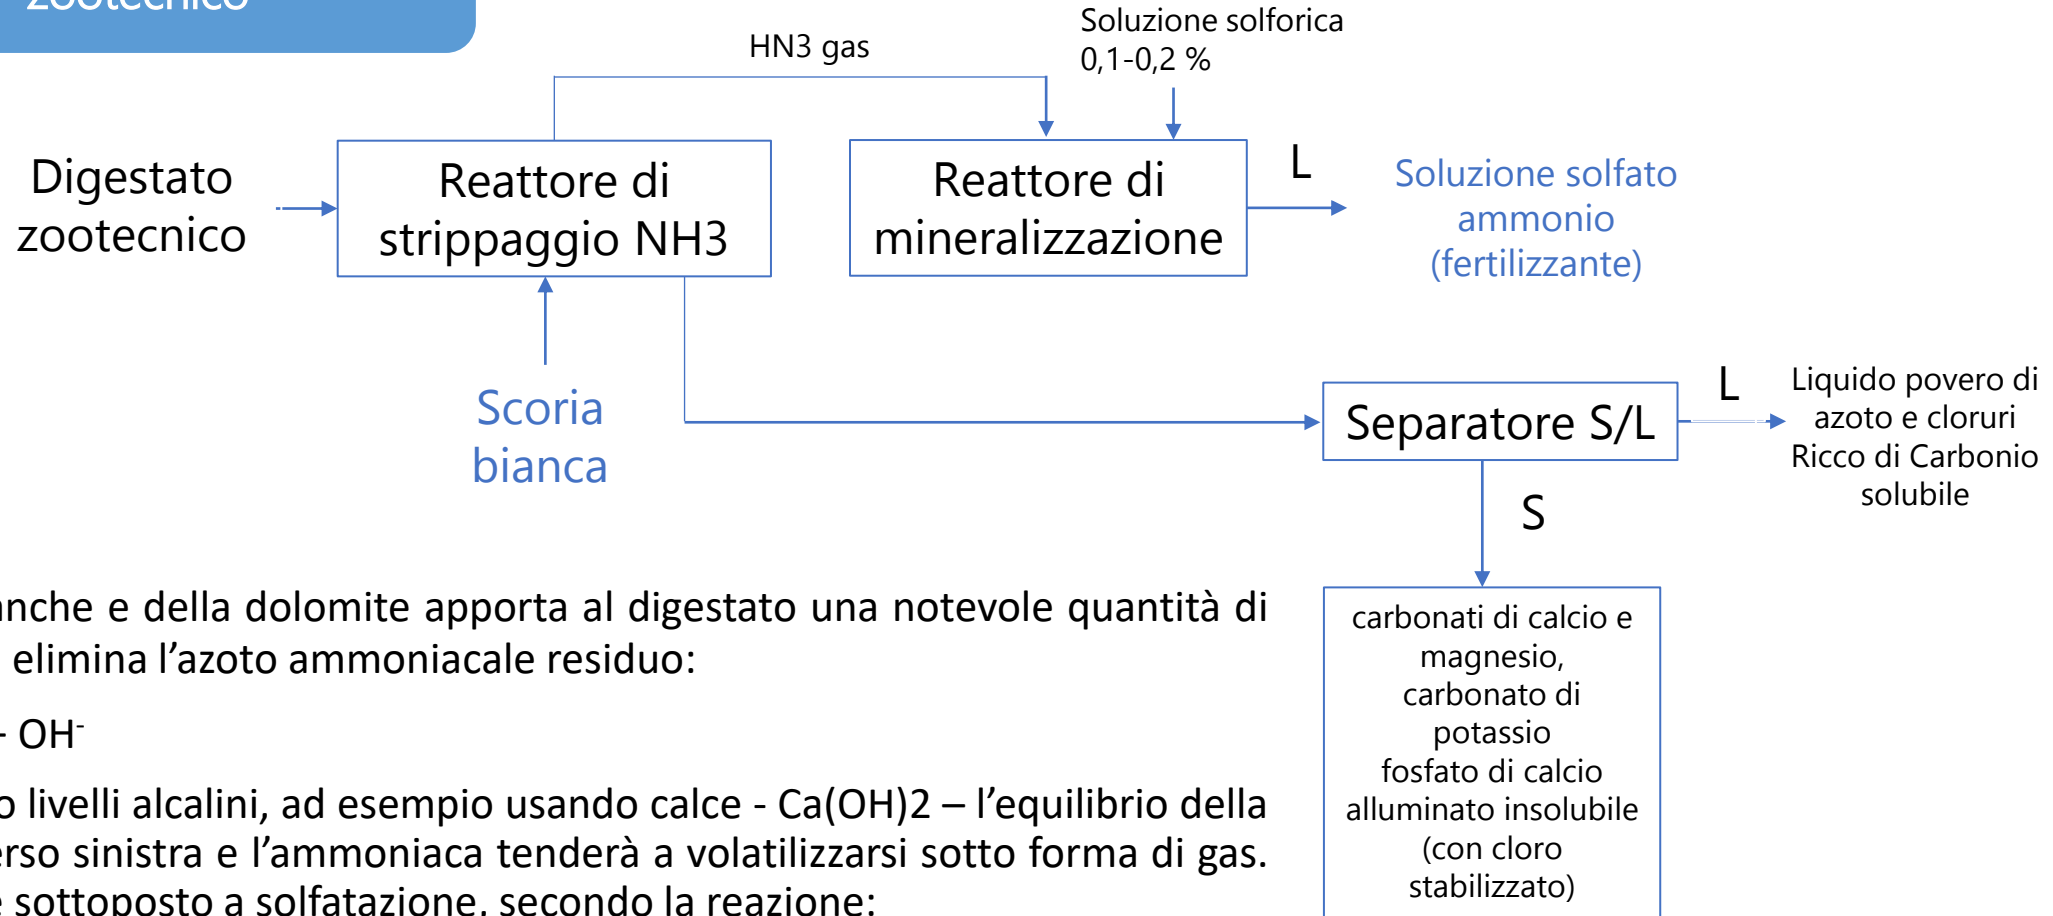 zootecnico
HN3 gas
Soluzione solforica
0,1-0,2 %
Digestato
zootecnico
Reattore di
strippaggio NH3
Reattore di
mineralizzazione
L
Soluzione solfato
ammonio
(fertilizzante)
Scoria
bianca
Separatore S/L
L
Liquido povero di
azoto e cloruri
Ricco di Carbonio
solubile
S
carbonati di calcio e
magnesio,
carbonato di
potassio
fosfato di calcio
alluminato insolubile
(con cloro
stabilizzato)
anche e della dolomite apporta al digestato una notevole quantità di
elimina l’azoto ammoniacale residuo:
OH⁻
o livelli alcalini, ad esempio usando calce - Ca(OH)2 – l’equilibrio della
erso sinistra e l’ammoniaca tenderà a volatilizzarsi sotto forma di gas.
e sottoposto a solfatazione, secondo la reazione: